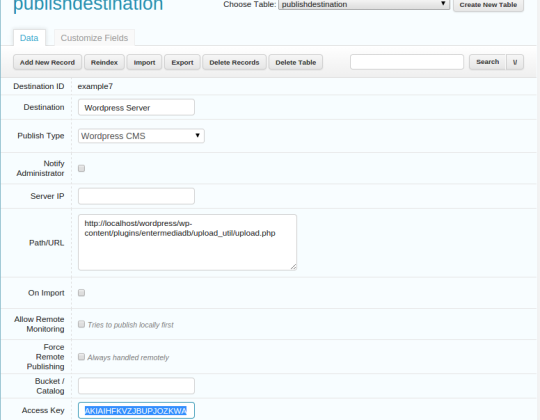 publishdestination
Choose Table: publishdestination
Create New Table
Data
Customize Fields
Add New Record
Reindex
Import
Export
Delete Records
Delete Table
Search
\/
Destination ID
example7
Destination
Wordpress Server
Publish Type
Wordpress CMS
Notify
Administrator
Server IP
Path/URL
http://localhost/wordpress/wp-
content/plugins/entermediadb/upload_util/upload.php
On Import
Allow Remote
Monitoring
Tries to publish locally first
Force
Remote
Publishing
Always handled remotely
Bucket /
Catalog
Access Key
AKIAIHFKVZJBUPJOZKWA